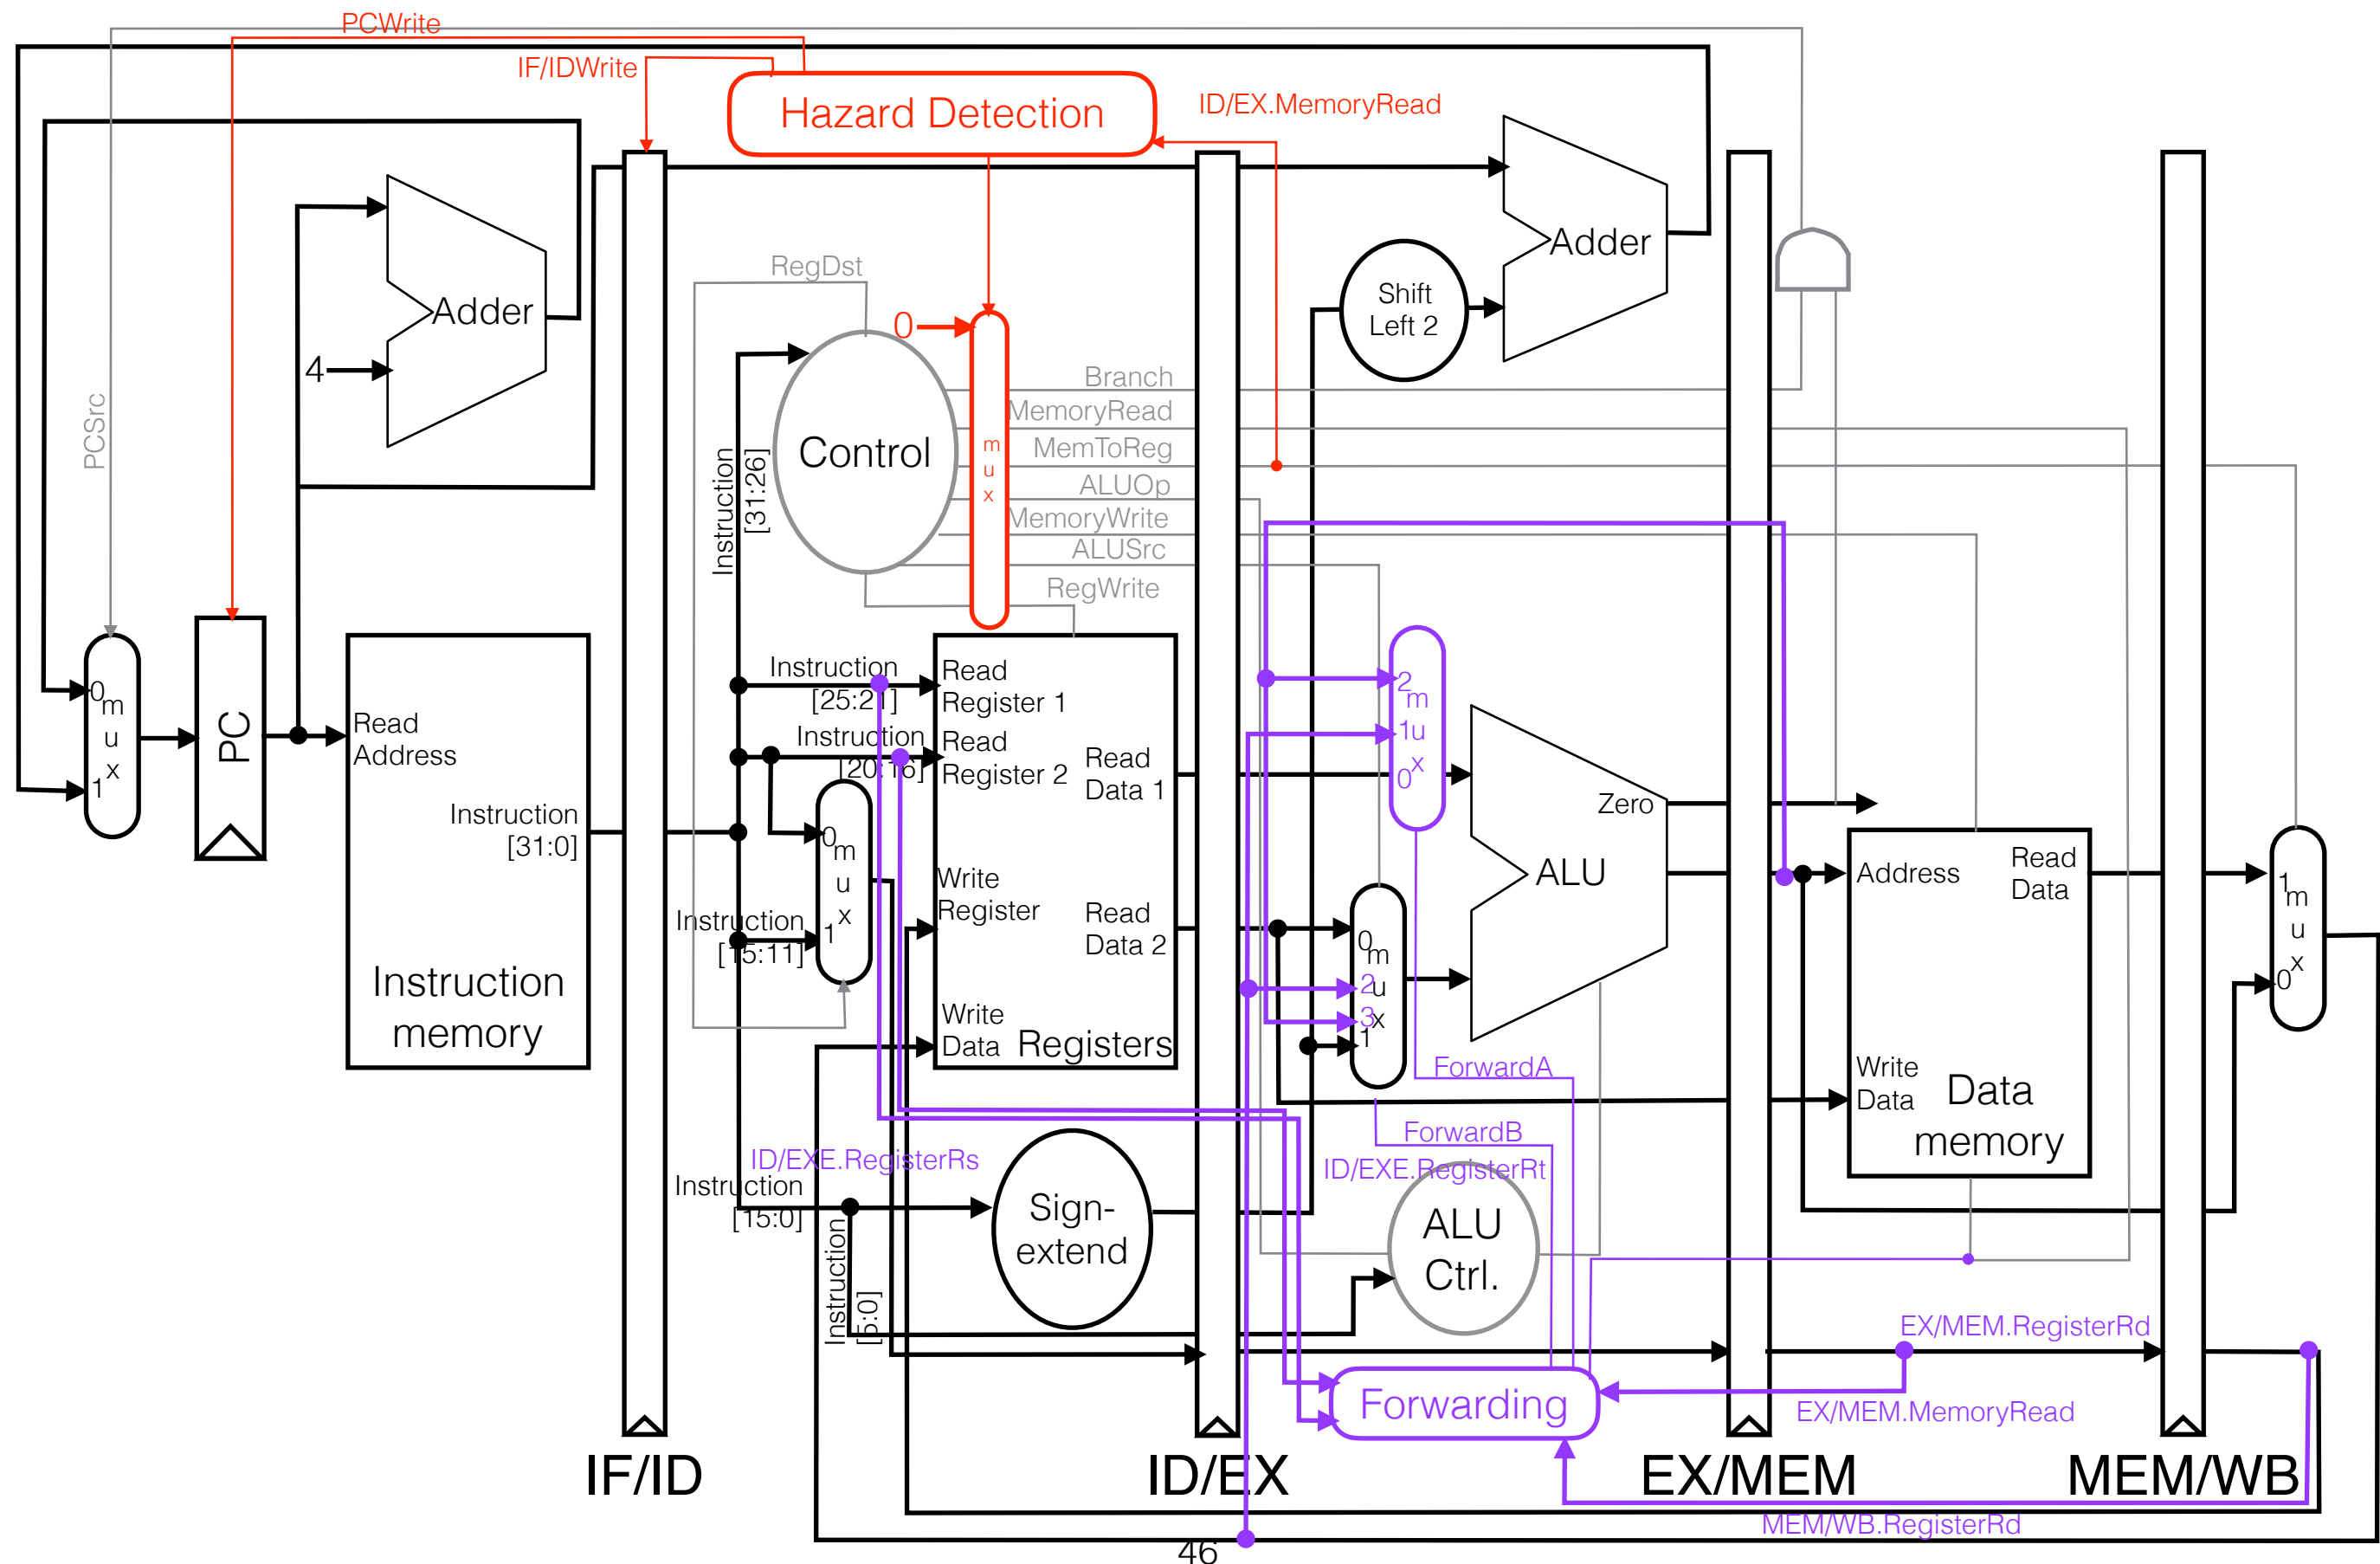 PCWrite
IF/IDWrite
Hazard Detection
ID/EX.MemoryRead
Adder
4
PCSrc
RegDst
0
Control
m
u
x
Branch
MemoryRead
MemToReg
ALUOp
MemoryWrite
ALUSrc
RegWrite
Shift
Left 2
Adder
Instruction
[31:26]
0
m
u
x
1
PC
Read
Address
Instruction
[31:0]
Instruction
memory
Instruction
[25:21]
Instruction
[20:16]
0
m
u
x
1
Instruction
[15:11]
Read
Register 1
Read
Register 2
Read
Data 1
Write
Register
Read
Data 2
Write
Data
Registers
2
m
1u
x
0
0
m
2
u
3
x
1
Zero
ALU
ForwardA
ForwardB
ID/EXE.RegisterRs
ID/EXE.RegisterRt
Instruction
[15:0]
Instruction
[5:0]
Sign-
extend
ALU
Ctrl.
Address
Read
Data
Write
Data
Data
memory
1
m
u
x
0
EX/MEM.RegisterRd
Forwarding
EX/MEM.MemoryRead
IF/ID
ID/EX
EX/MEM
MEM/WB
MEM/WB.RegisterRd
46